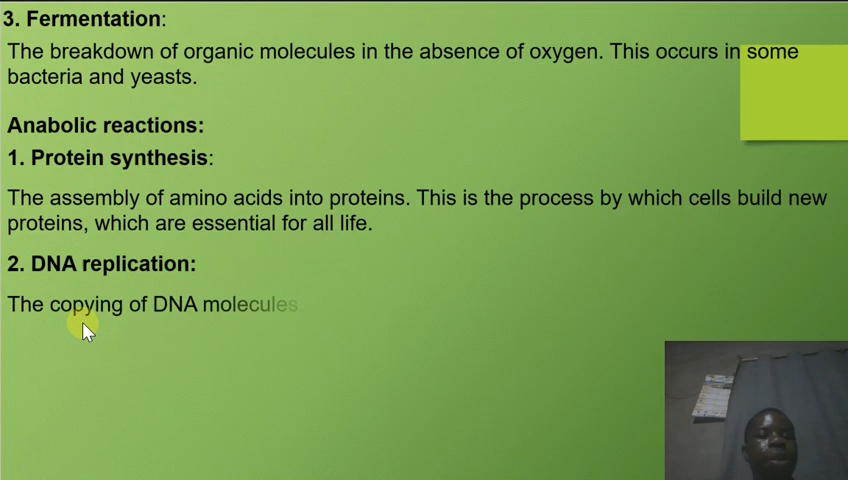 3. Fermentation:
The breakdown of organic molecules in the absence of oxygen. This occurs in some
bacteria and yeasts.
Anabolic reactions:
1. Protein synthesis:
The assembly of amino acids into proteins. This is the process by which cells build new
proteins, which are essential for all life.
2. DNA replication:
The copying of DNA molecules